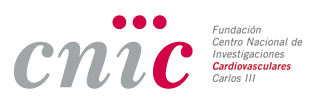 cnic
Fundación
Centro Nacional de
Investigaciones
Cardiovasculares
Carlos III